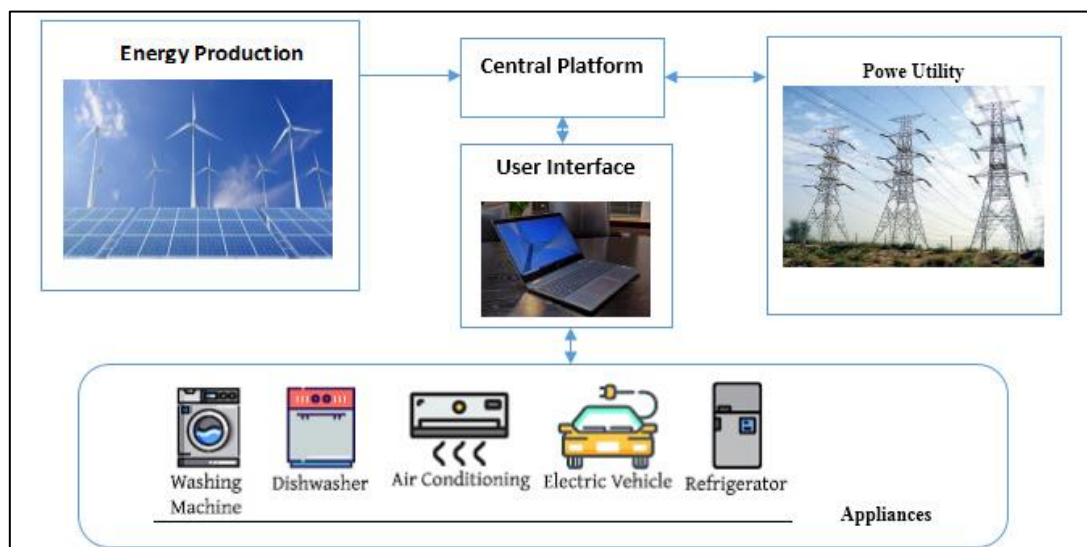 Energy Production
Central Platform
Powe Utility
User Interface
Washing
Machine
Dishwasher
Air Conditioning
Electric Vehicle
Refrigerator
Appliances